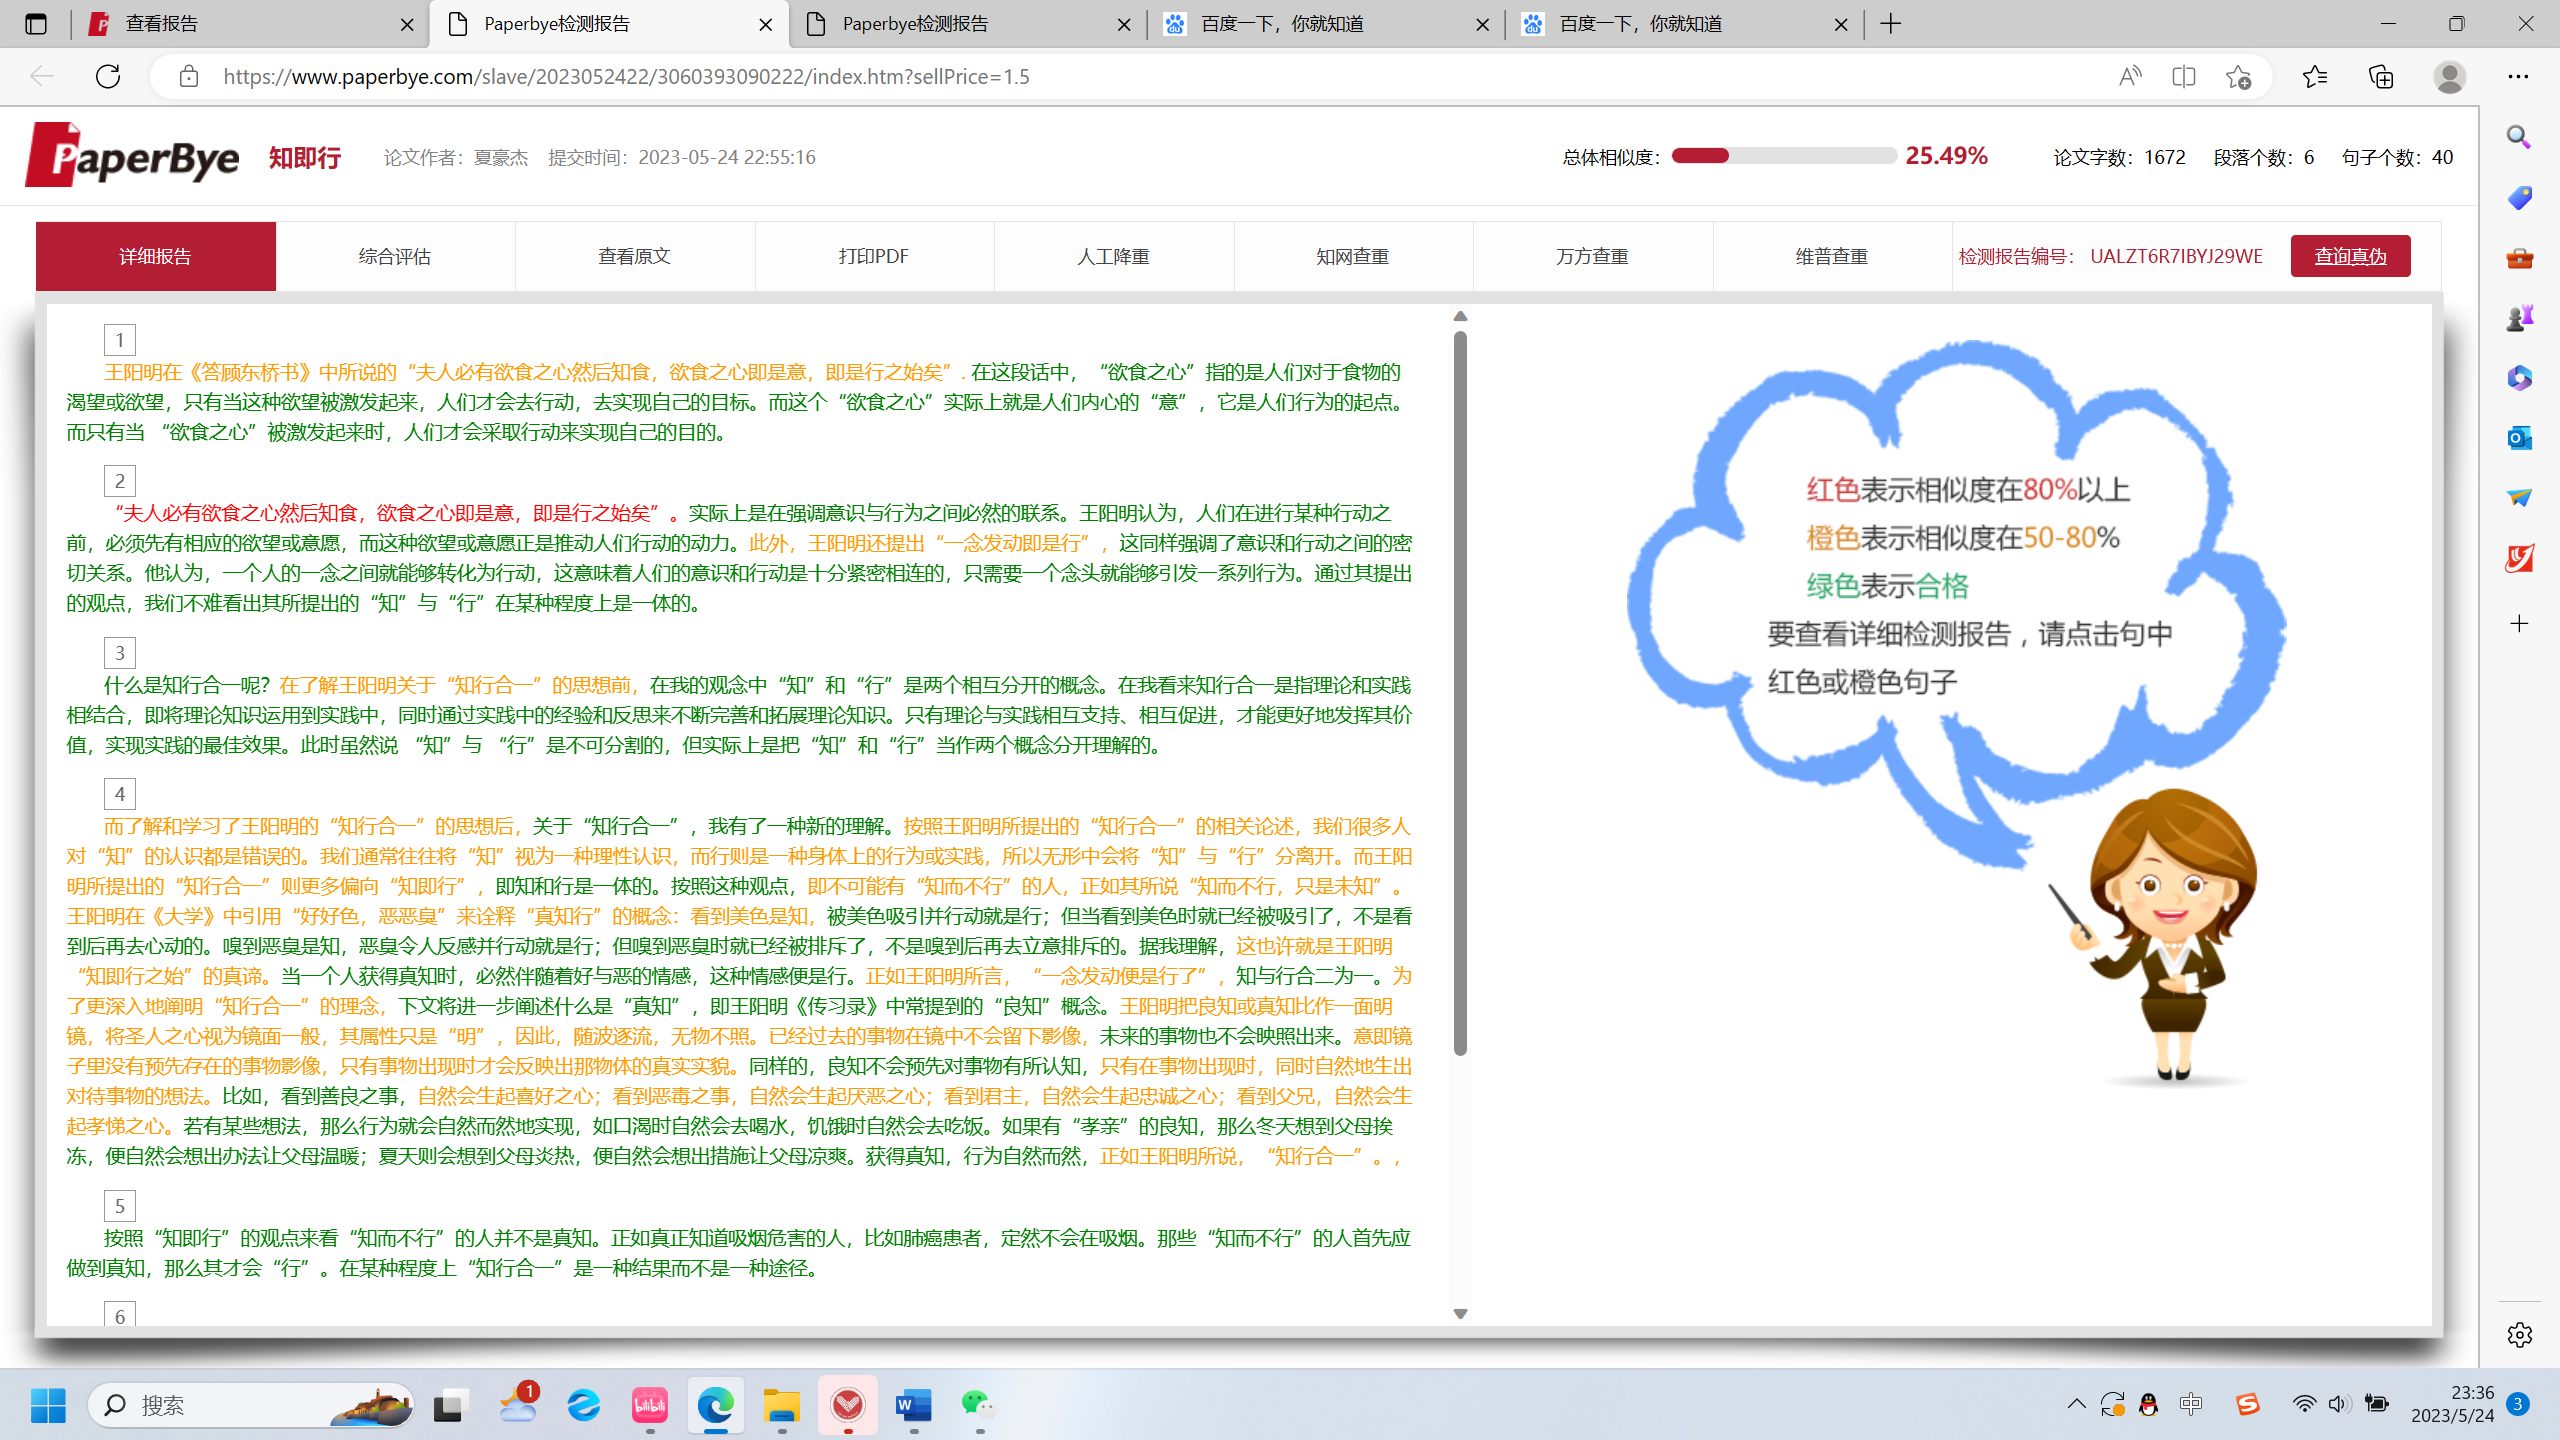 查看报告
Paperbye检测报告
Paperbye检测报告
百度一下，你就知道
百度一下，你就知道
https://www.paperbye.com/slave/2023052422/3060393090222/index.htm?sellPrice=1.5
PaperBye 知即行 论文作者：夏豪杰 提交时间：2023-05-24 22:55:16 总体相似度： 25.49% 论文字数：1672 段落个数：6 句子个数：40
详细报告 综合评估 查看原文 打印PDF 人工降重 知网查重 万方查重 维普查重 检测报告编号： UALZT6R7IBYJ29WE 查询真伪
1
王阳明在《答顾东桥书》中所说的“夫人必有欲食之心然后知食，欲食之心即是意，即是行之始矣”. 在这段话中，“欲食之心”指的是人们对于食物的
渴望或欲望，只有当这种欲望被激发起来，人们才会去行动，去实现自己的目标。而这个“欲食之心”实际上就是人们内心的“意”，它是人们行为的起点。
而只有当 “欲食之心”被激发起来时，人们才会采取行动来实现自己的目的。
2
“夫人必有欲食之心然后知食，欲食之心即是意，即是行之始矣”。实际上是在强调意识与行为之间必然的联系。王阳明认为，人们在进行某种行动之
前，必须先有相应的欲望或意愿，而这种欲望或意愿正是推动人们行动的动力。此外，王阳明还提出“一念发动即是行”，这同样强调了意识和行动之间的密
切关系。他认为，一个人的一念之间就能够转化为行动，这意味着人们的意识和行动是十分紧密相连的，只需要一个念头就能够引发一系列行为。通过其提出
的观点，我们不难看出其所提出的“知”与“行”在某种程度上是一体的。
3
什么是知行合一呢？在了解王阳明关于“知行合一”的思想前，在我的观念中“知”和“行”是两个相互分开的概念。在我看来知行合一是指理论和实践
相结合，即将理论知识运用到实践中，同时通过实践中的经验和反思来不断完善和拓展理论知识。只有理论与实践相互支持、相互促进，才能更好地发挥其价
值，实现实践的最佳效果。此时虽然说 “知”与 “行”是不可分割的，但实际上是把“知”和“行”当作两个概念分开理解的。
4
而了解和学习了王阳明的“知行合一”的思想后，关于“知行合一”，我有了一种新的理解。按照王阳明所提出的“知行合一”的相关论述，我们很多人
对“知”的认识都是错误的。我们通常往往将“知”视为一种理性认识，而行则是一种身体上的行为或实践，所以无形中会将“知”与“行”分离开。而王阳
明所提出的“知行合一”则更多偏向“知即行”，即知和行是一体的。按照这种观点，即不可能有“知而不行”的人，正如其所说“知而不行，只是未知”。
王阳明在《大学》中引用“好好色，恶恶臭”来诠释“真知行”的概念：看到美色是知，被美色吸引并行动就是行；但当看到美色时就已经被吸引了，不是看
到后再去心动的。嗅到恶臭是知，恶臭令人反感并行动就是行；但嗅到恶臭时就已经被排斥了，不是嗅到后再去立意排斥的。据我理解，这也许就是王阳明
“知即行之始”的真谛。当一个人获得真知时，必然伴随着好与恶的情感，这种情感便是行。正如王阳明所言，“一念发动便是行了”，知与行合二为一。为
了更深入地阐明“知行合一”的理念，下文将进一步阐述什么是“真知”，即王阳明《传习录》中常提到的“良知”概念。王阳明把良知或真知比作一面明
镜，将圣人之心视为镜面一般，其属性只是“明”，因此，随波逐流，无物不照。已经过去的事物在镜中不会留下影像，未来的事物也不会映照出来。意即镜
子里没有预先存在的事物影像，只有事物出现时才会反映出那物体的真实实貌。同样的，良知不会预先对事物有所认知，只有在事物出现时，同时自然地生出
对待事物的想法。比如，看到善良之事，自然会生起喜好之心；看到恶毒之事，自然会生起厌恶之心；看到君主，自然会生起忠诚之心；看到父兄，自然会生
起孝悌之心。若有某些想法，那么行为就会自然而然地实现，如口渴时自然会去喝水，饥饿时自然会去吃饭。如果有“孝亲”的良知，那么冬天想到父母挨
冻，便自然会想出办法让父母温暖；夏天则会想到父母炎热，便自然会想出措施让父母凉爽。获得真知，行为自然而然，正如王阳明所说，“知行合一”。，
5
按照“知即行”的观点来看“知而不行”的人并不是真知。正如真正知道吸烟危害的人，比如肺癌患者，定然不会在吸烟。那些“知而不行”的人首先应
做到真知，那么其才会“行”。在某种程度上“知行合一”是一种结果而不是一种途径。
6
红色表示相似度在80%以上
橙色表示相似度在50-80%
绿色表示合格
要查看详细检测报告，请点击句中
红色或橙色句子
搜索
1
bilibili
中
23:36
2023/5/24
3